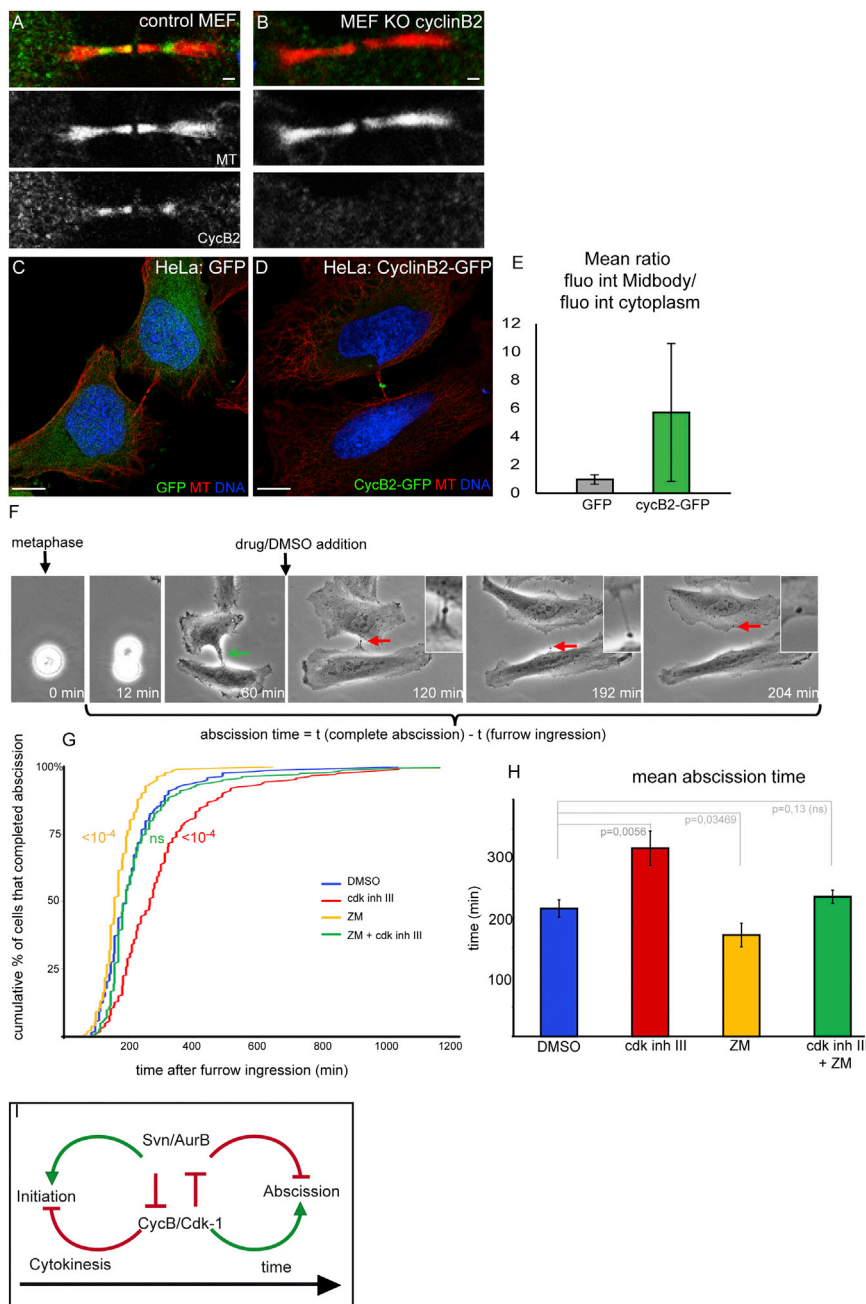 A control MEF
B MEF KO cyclinB2
MT
CycB2
C HeLa: GFP
GFP MT DNA
D HeLa: CyclinB2-GFP
CycB2-GFP MT DNA
E
Mean ratio
fluo int Midbody/
fluo int cytoplasm
12
10
8
6
4
2
0
GFP cycB2-GFP
F
metaphase
drug/DMSO addition
0 min
12 min
60 min
120 min
192 min
204 min
abscission time = t (complete abscission) - t (furrow ingression)
G
cumulative % of cells that completed abscission
100%
75
50
25
<10-4
ns
<10-4
DMSO
cdk inh III
ZM
ZM + cdk inh III
200 400 600 800 1000 1200
time after furrow ingression (min)
H
mean abscission time
p=0,13 (ns)
p=0,03469
p=0,0056
time (min)
300
200
100
DMSO cdk inh III ZM cdk inh III
+ ZM
I
Svn/AurB
Initiation
Abscission
CycB/Cdk-1
Cytokinesis
time